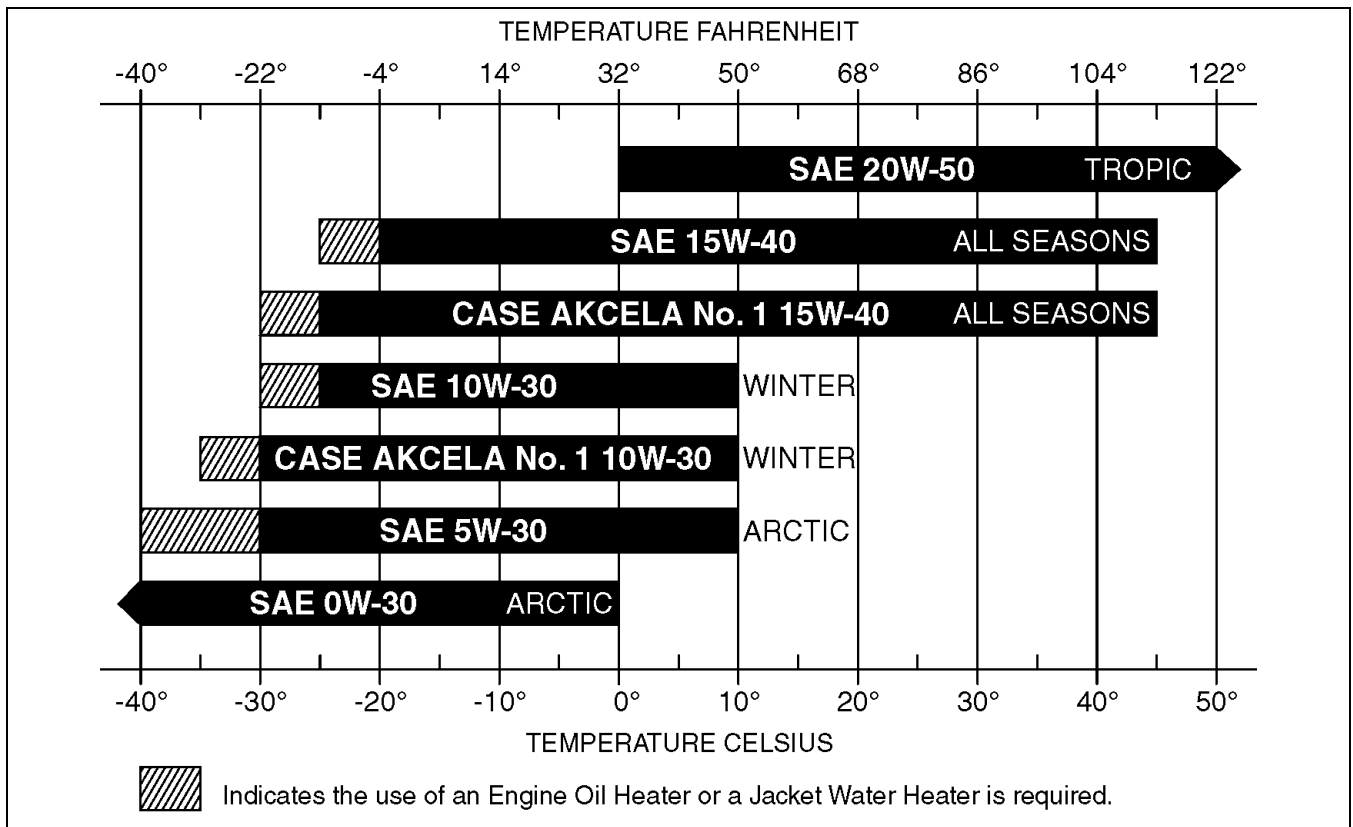 TEMPERATURE FAHRENHEIT
-40° -22° -4° 14° 32° 50° 68° 86° 104° 122°
SAE 20W-50 TROPIC
SAE 15W-40 ALL SEASONS
CASE AKCELA No. 1 15W-40 ALL SEASONS
SAE 10W-30 WINTER
CASE AKCELA No. 1 10W-30 WINTER
SAE 5W-30 ARCTIC
SAE 0W-30 ARCTIC
-40° -30° -20° -10° 0° 10° 20° 30° 40° 50°
TEMPERATURE CELSIUS
Indicates the use of an Engine Oil Heater or a Jacket Water Heater is required.